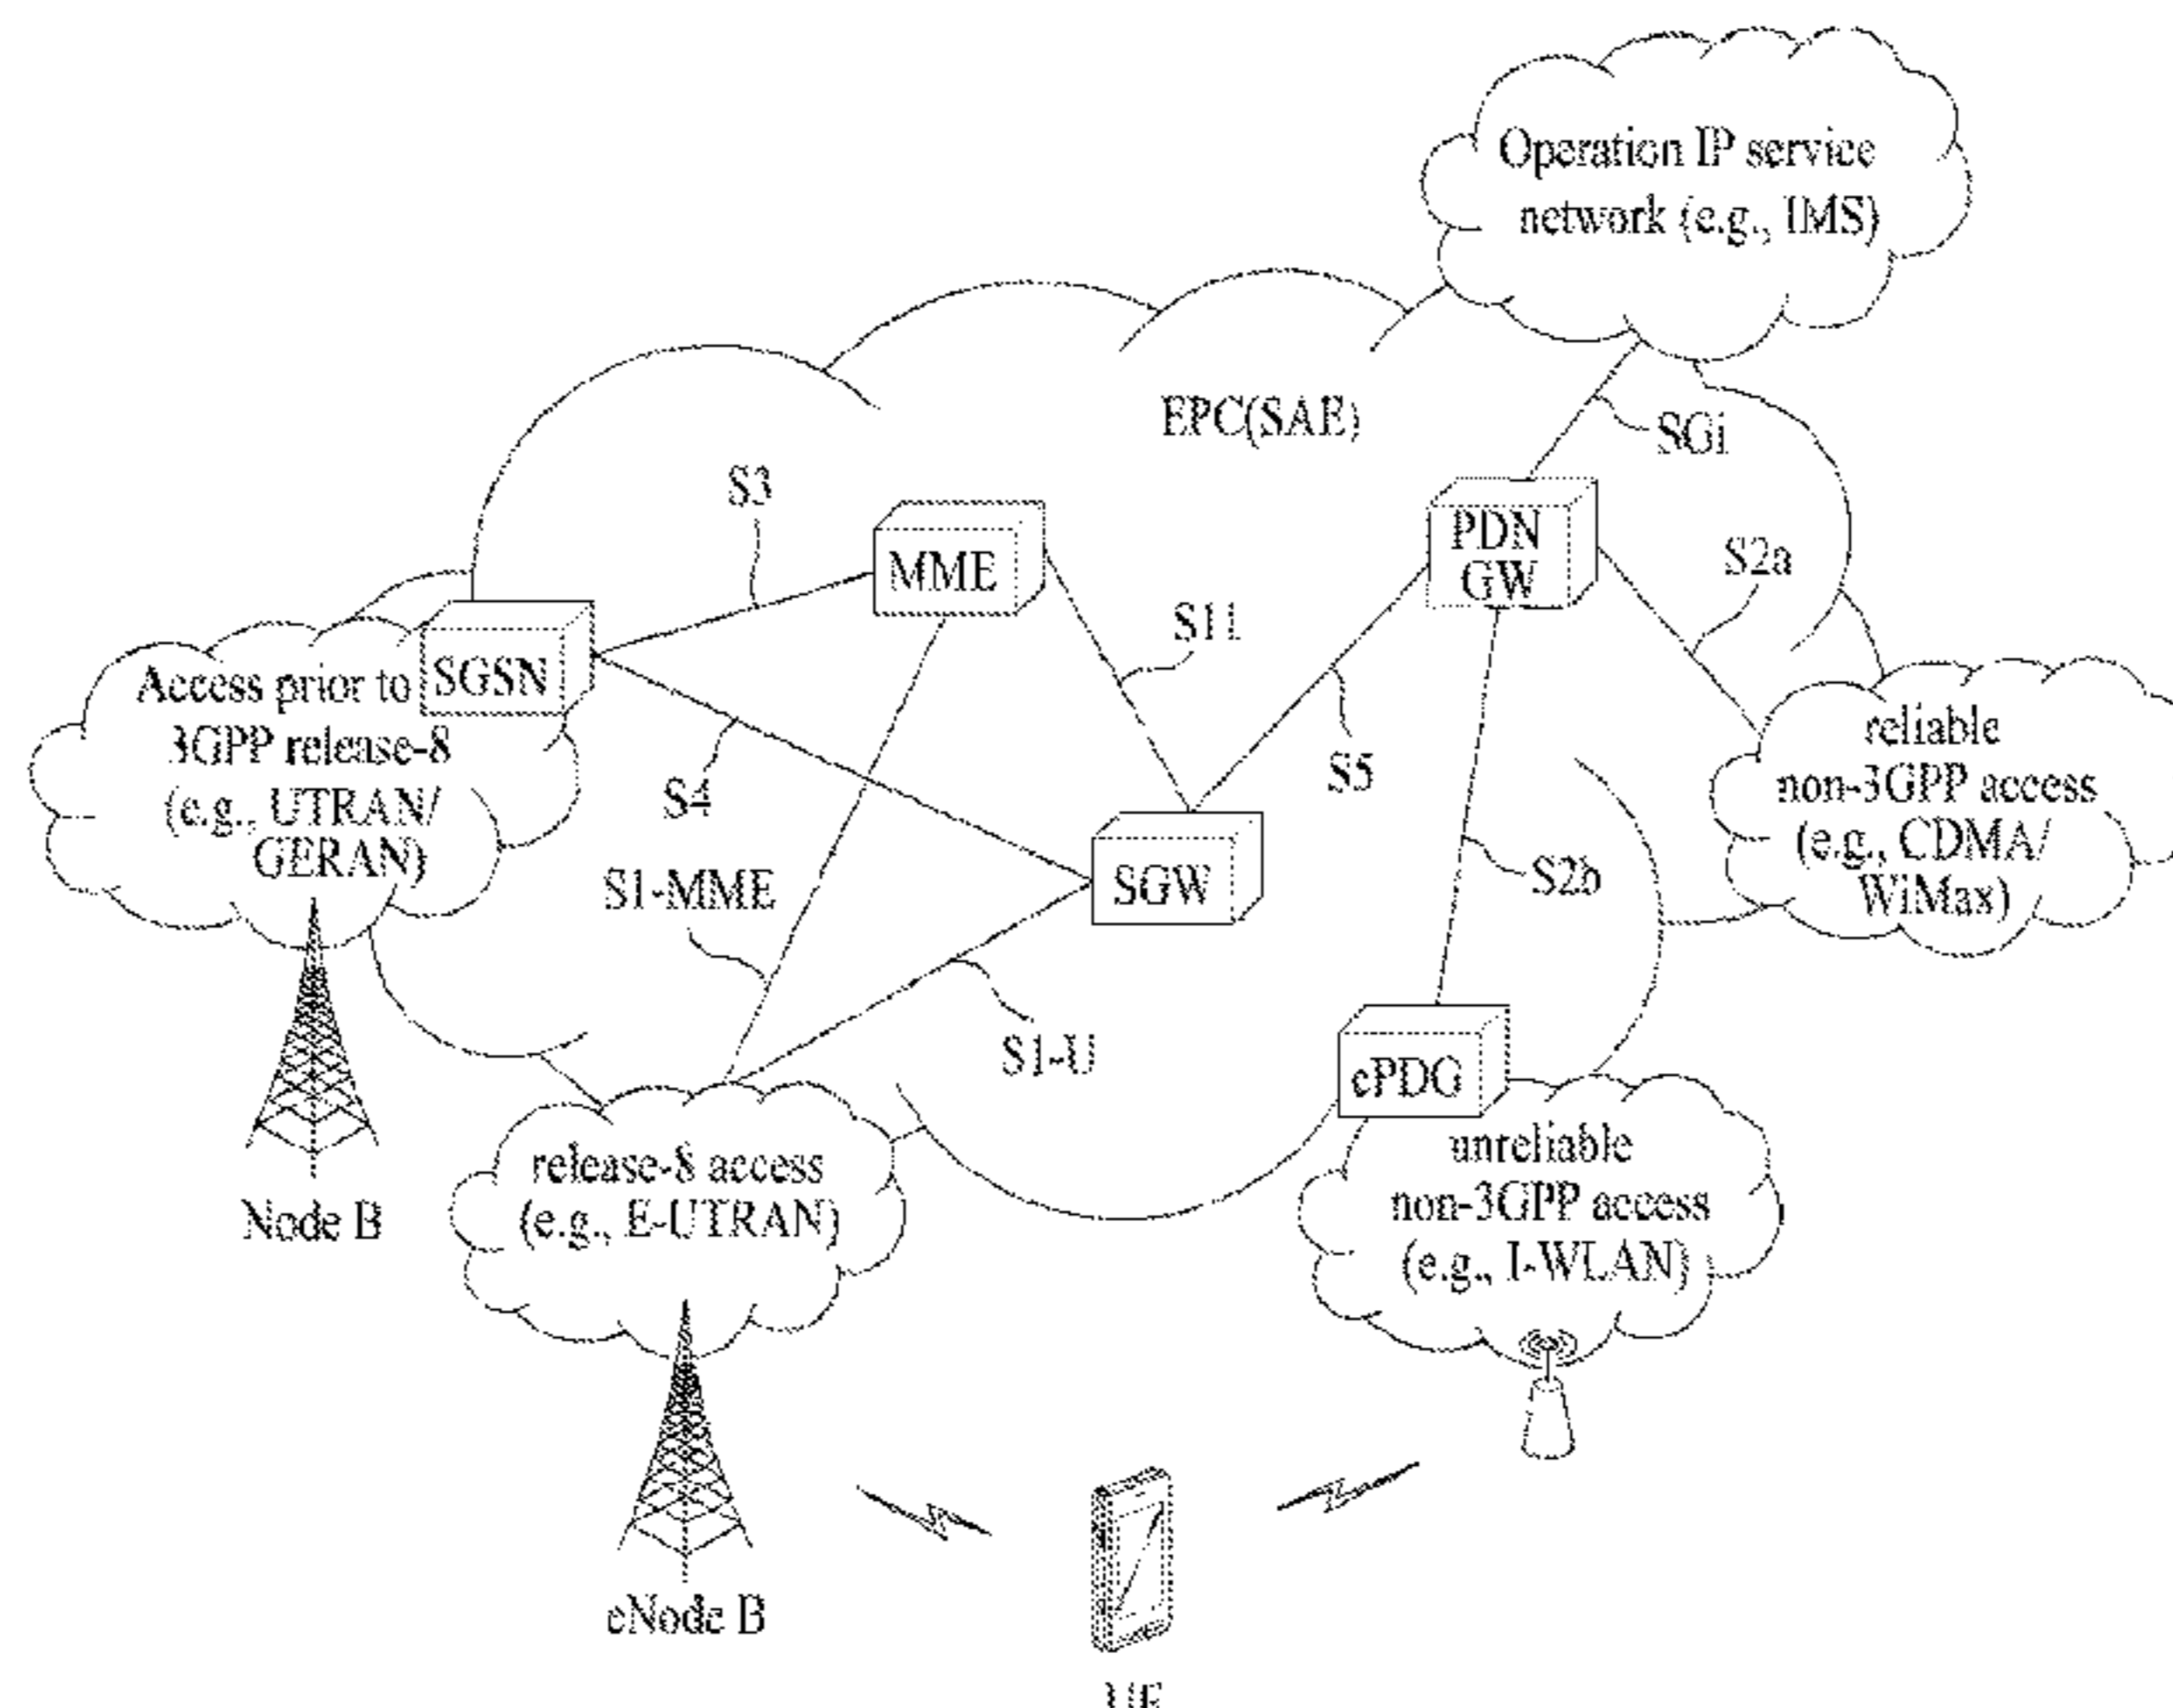 Operation IP service
network (e.g., IMS)
EPC(SAE)
SGi
S3
MME
PDN
GW
S2a
S11
SGSN
Access prior to
3GPP release-8
(e.g., UTRAN/
GERAN)
S4
S5
reliable
non-3GPP access
(e.g., CDMA/
WiMax)
S1-MME
SGW
S2b
S1-U
ePDG
unreliable
non-3GPP access
(e.g., I-WLAN)
release-8 access
(e.g., E-UTRAN)
Node B
eNode B
UE